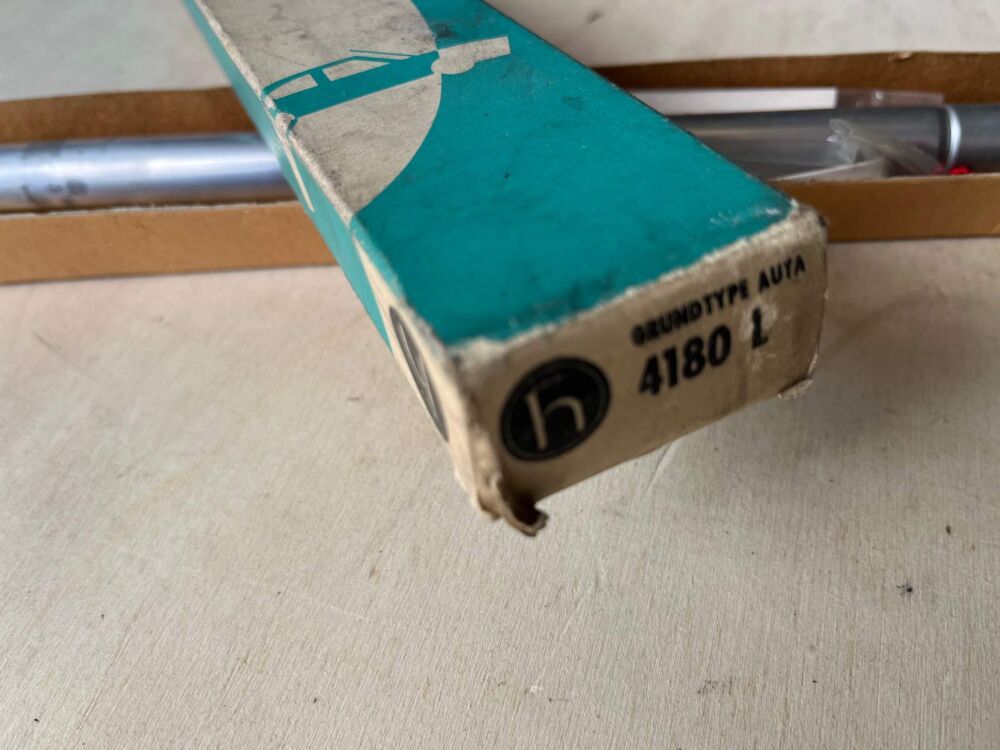 GRUNDTYPE AUTA
4180 L
h